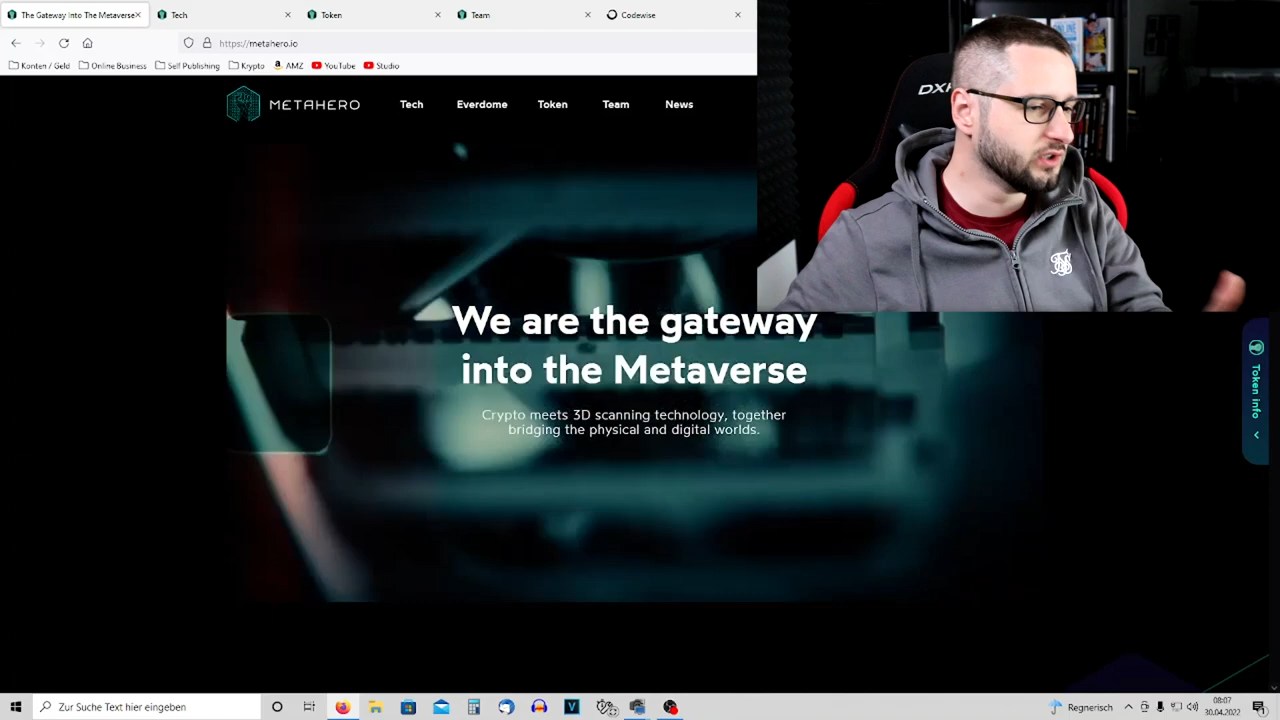 The Gateway Into The Metaverse
Tech
Token
Team
Codewise
https://metahero.io
Konten / Geld
Online Business
Self Publishing
Krypto
AMZ
YouTube
Studio
METAHERO
Tech
Everdome
Token
Team
News
We are the gateway
into the Metaverse
Crypto meets 3D scanning technology, together
bridging the physical and digital worlds.
Token info
Zur Suche Text hier eingeben
Regnerisch
08:07
30.04.2022